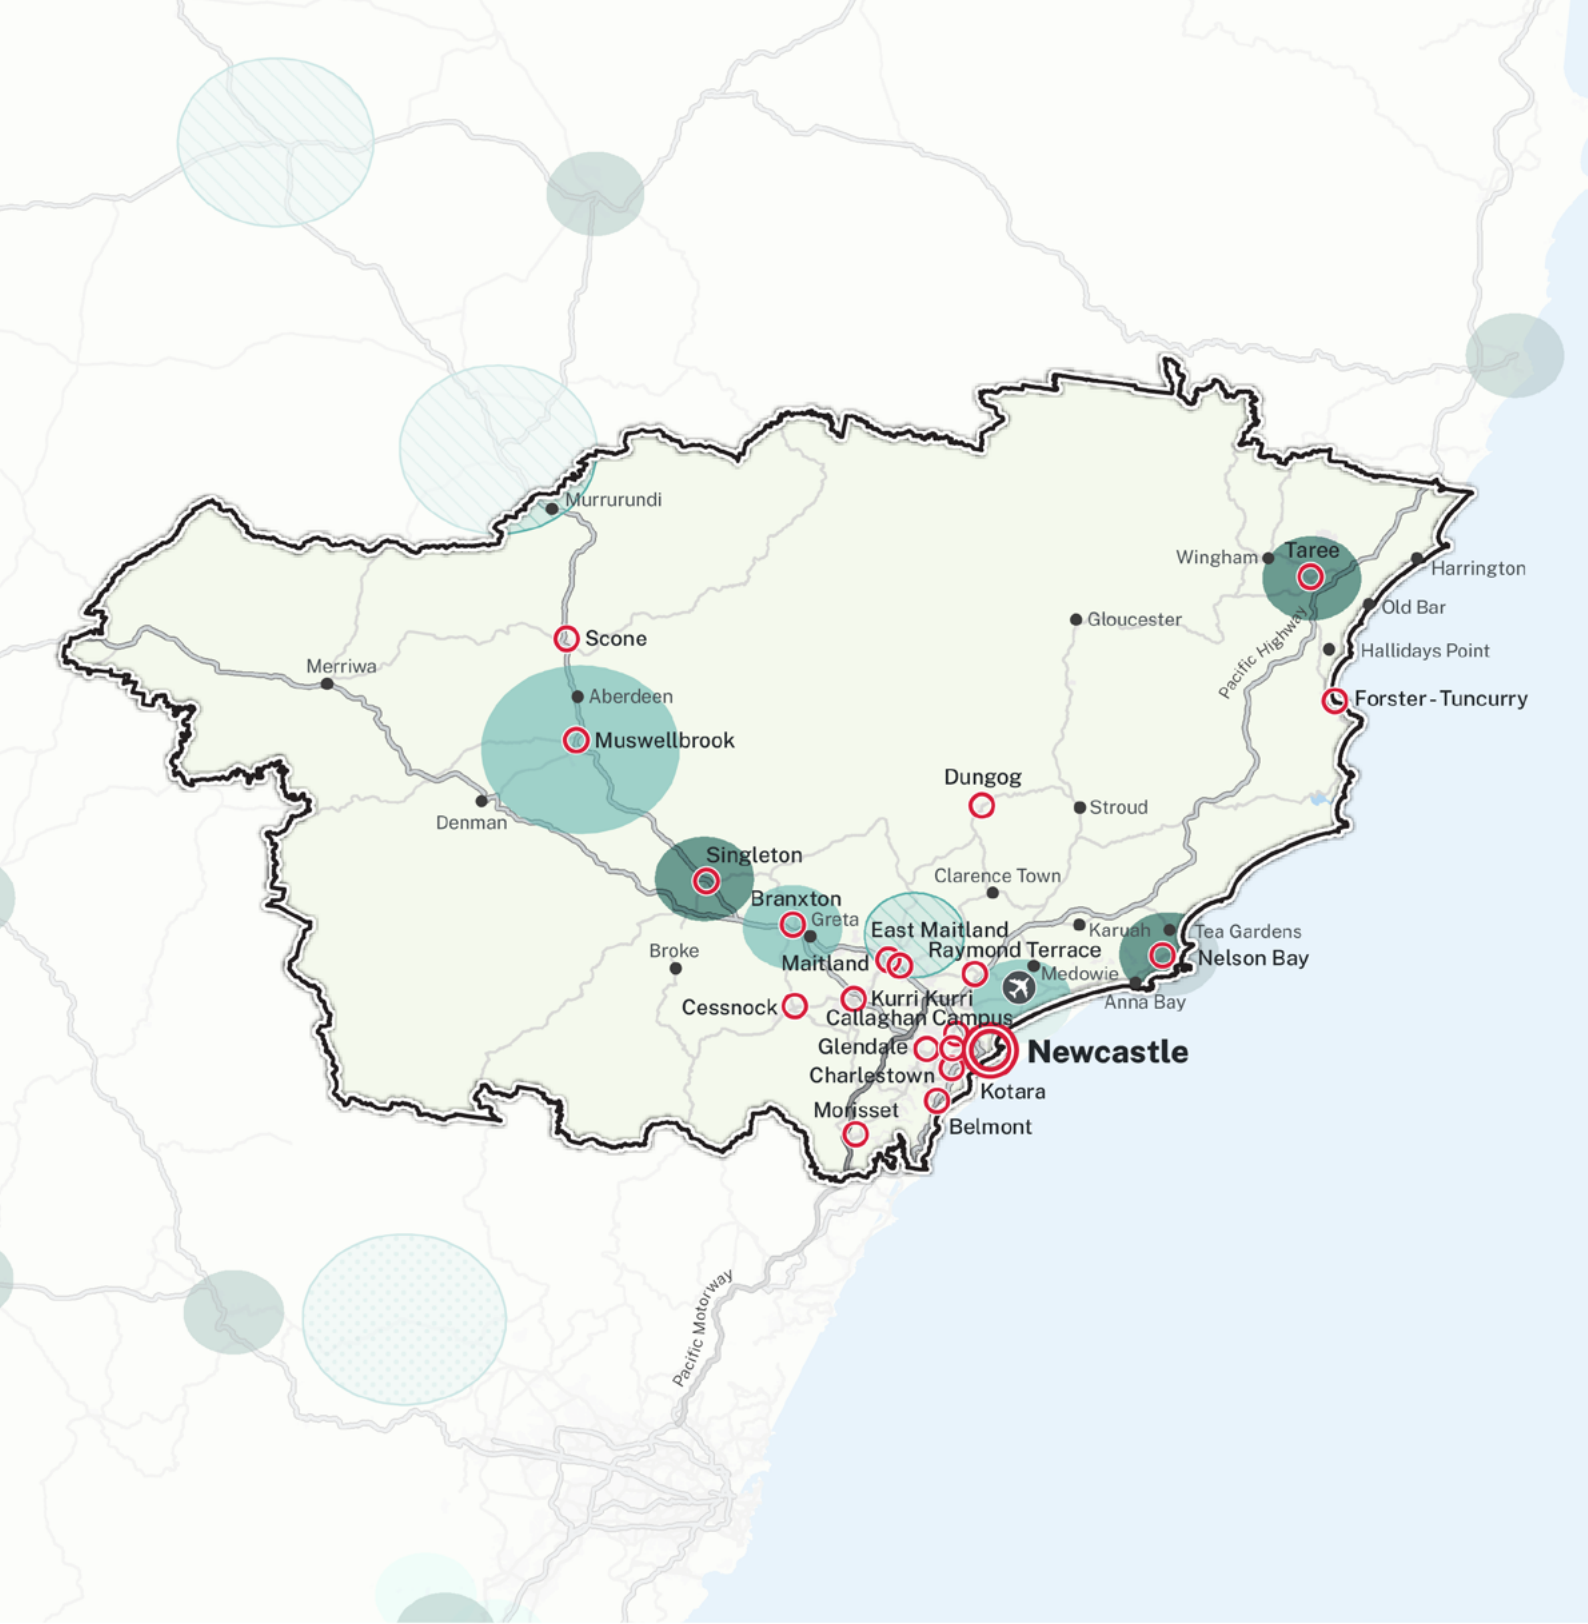 Murrurundi
Taree
Wingham
Harrington
Old Bar
Gloucester
Pacific Highway
Scone
Hallidays Point
Merriwa
Aberdeen
Forster - Tuncurry
Muswellbrook
Dungog
Stroud
Denman
Singleton
Clarence Town
Branxton
Greta
East Maitland
Karuah
Tea Gardens
Broke
Raymond Terrace
Nelson Bay
Maitland
Medowie
Anna Bay
Cessnock
Kurri Kurri
Callaghan Campus
Glendale
Newcastle
Charlestown
Kotara
Morisset
Belmont
Pacific Motorway